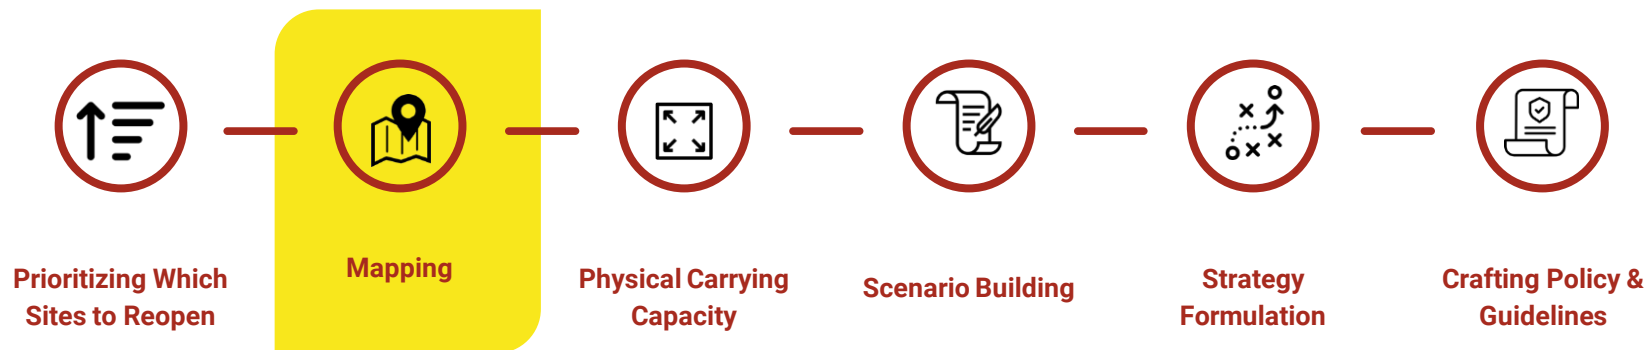 Prioritizing Which
Sites to Reopen
Mapping
Physical Carrying
Capacity
Scenario Building
Strategy
Formulation
Crafting Policy &
Guidelines